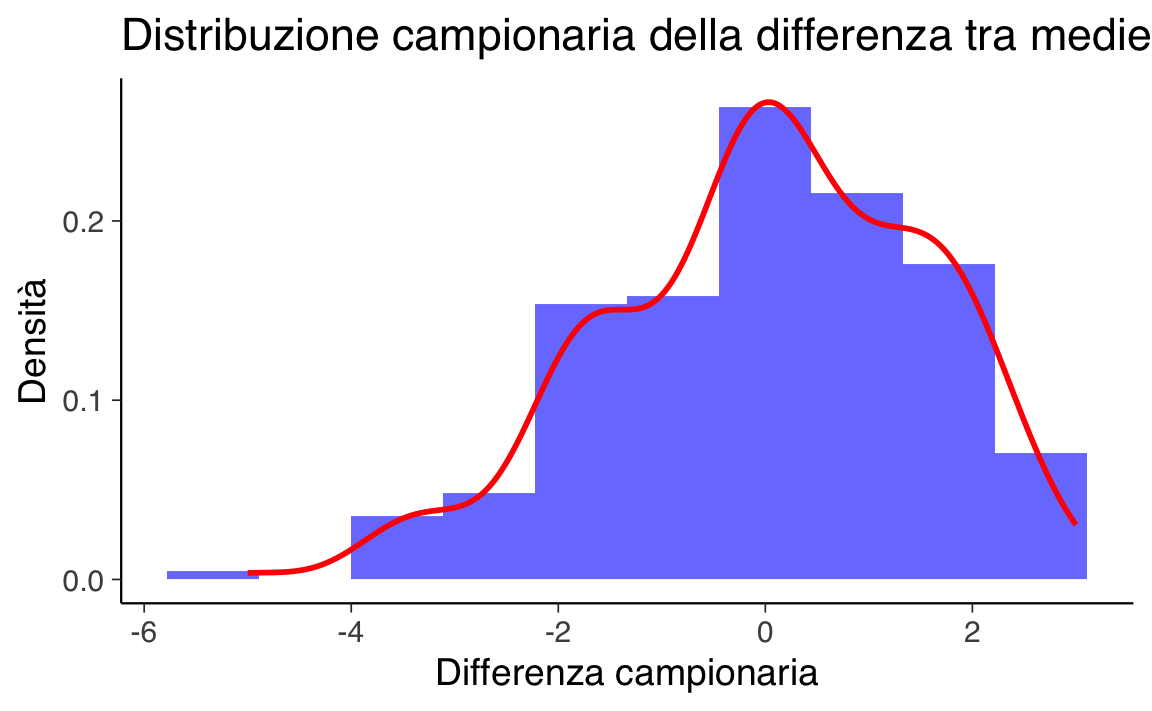 Distribuzione campionaria della differenza tra medie
Densità
0.2
0.1
0.0
-6 -4 -2 0 2
Differenza campionaria